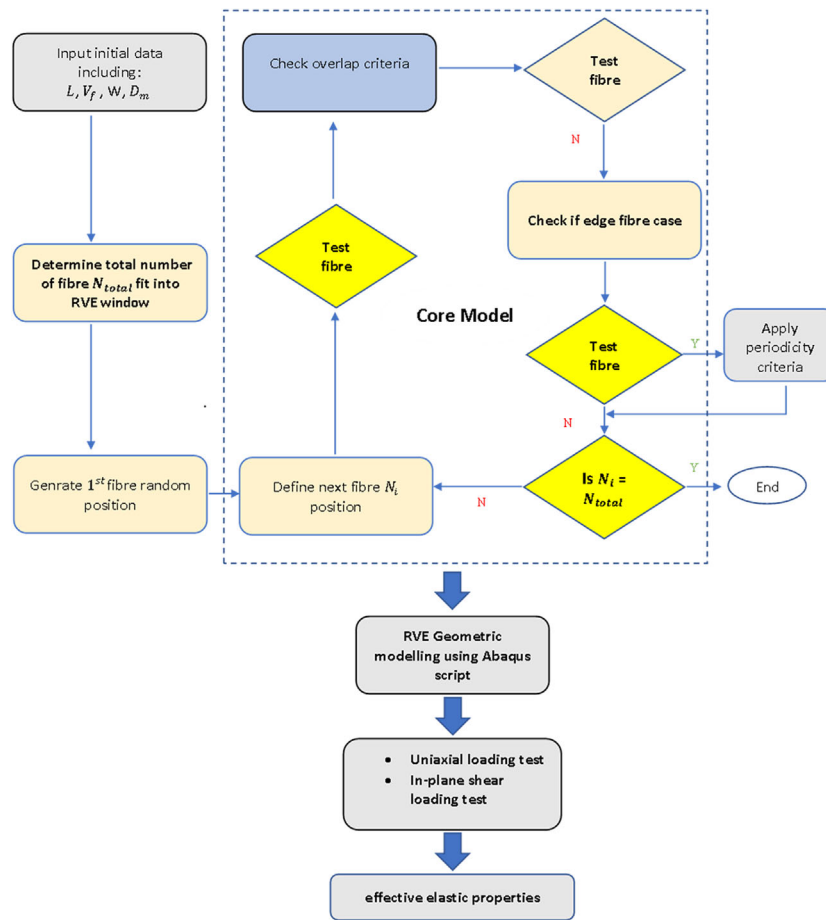 Input initial data
including:
L, V_f , W, D_m
Determine total number
of fibre N_total fit into
RVE window
Genrate 1st fibre random
position
Check overlap criteria
Test
fibre
N
Check if edge fibre case
Test
fibre
Core Model
Test
fibre
Y
Apply
periodicity
criteria
N
Define next fibre N_i
position
N
Is N_i =
N_total
Y
End
RVE Geometric
modelling using Abaqus
script
• Uniaxial loading test
• In-plane shear
loading test
effective elastic properties